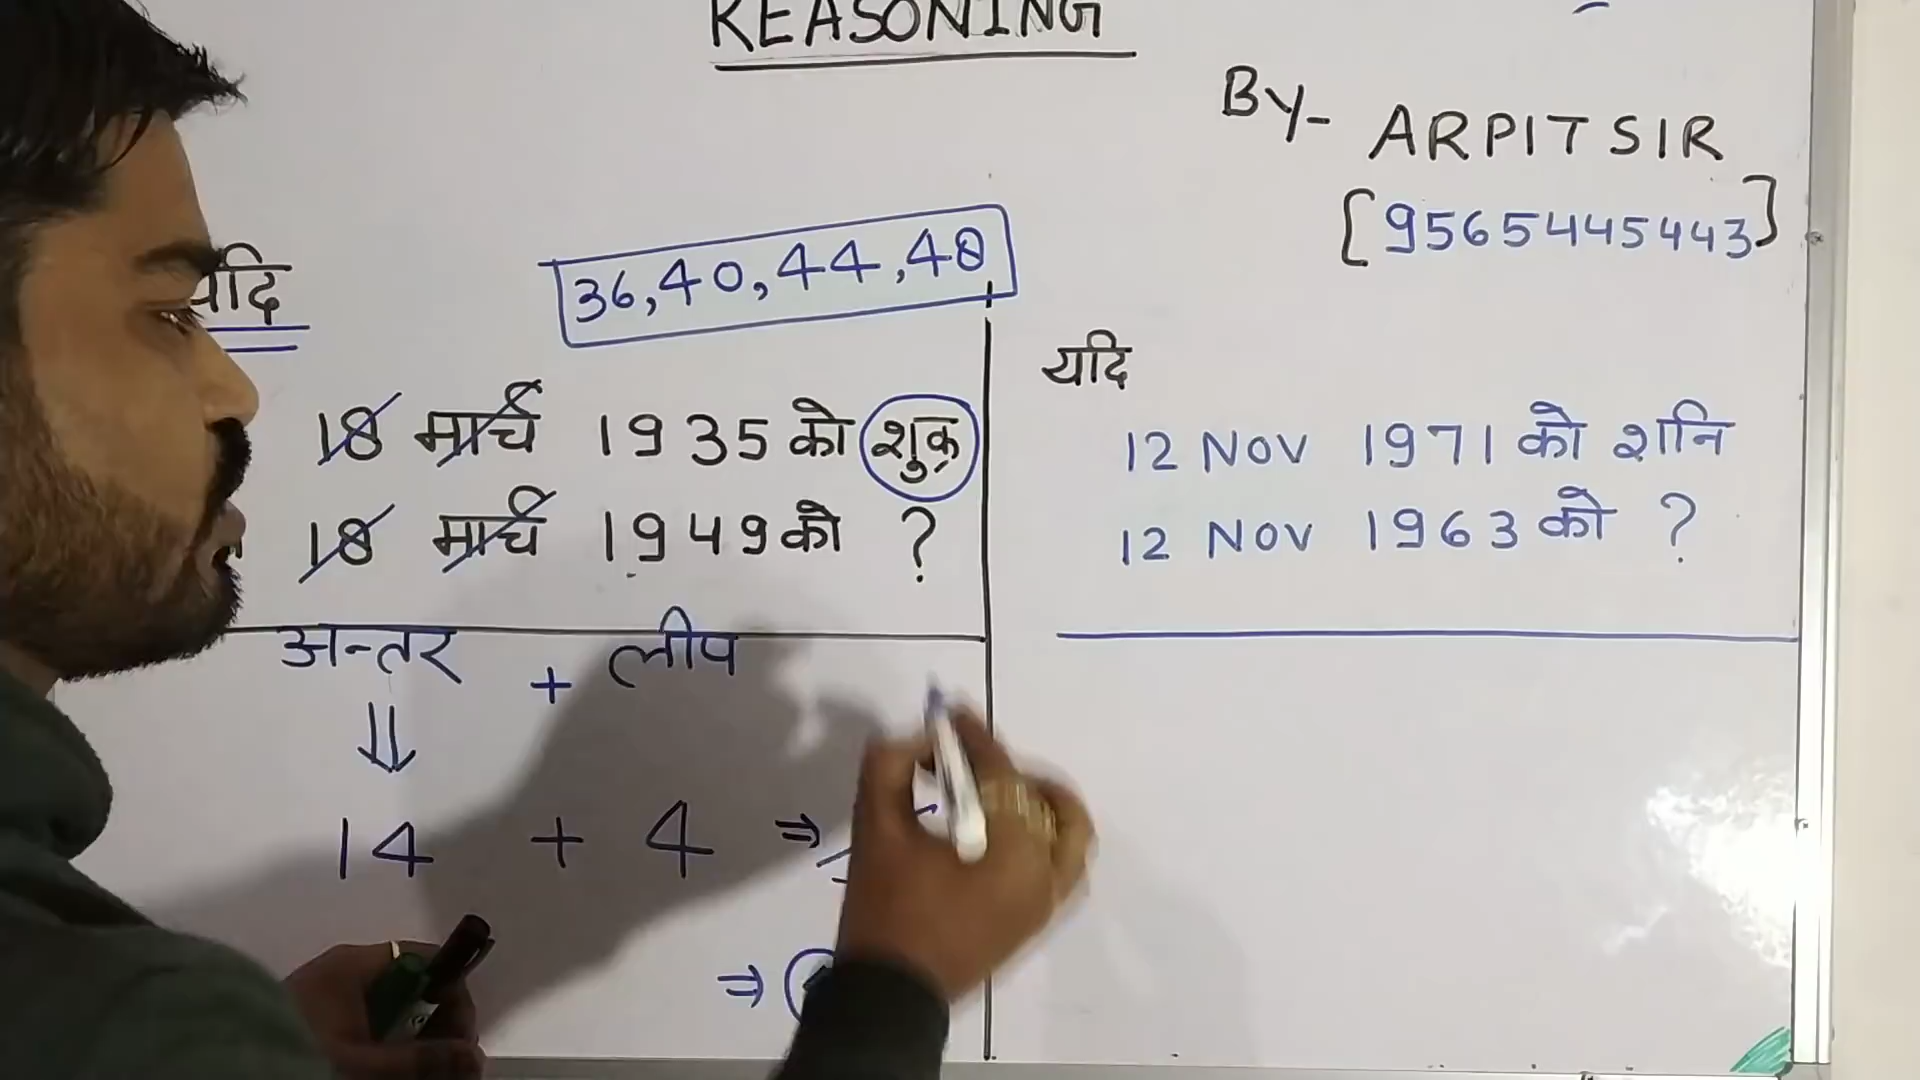 REASONING
By- ARPIT SIR
[9565445443]
यदि
36,40,44,48
18 मार्च 1935 को शुक्र
18 मार्च 1949 को ?
अन्तर + लीप
⇓
14 + 4 ⇒
⇒
यदि
12 Nov 1971 को शनि
12 Nov 1963 को ?